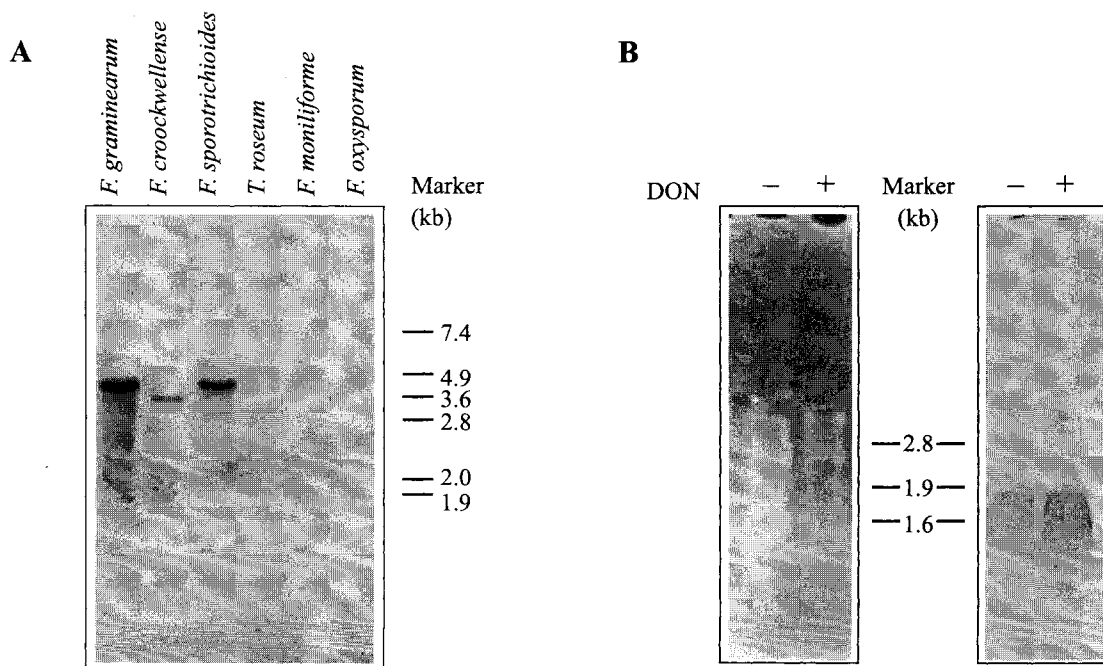 A
F. graminearum
F. croockwellense
F. sporotrichioides
T. roseum
F. moniliforme
F. oxysporum
Marker
(kb)
7.4
4.9
3.6
2.8
2.0
1.9
B
DON − + Marker − +
(kb)
2.8
1.9
1.6